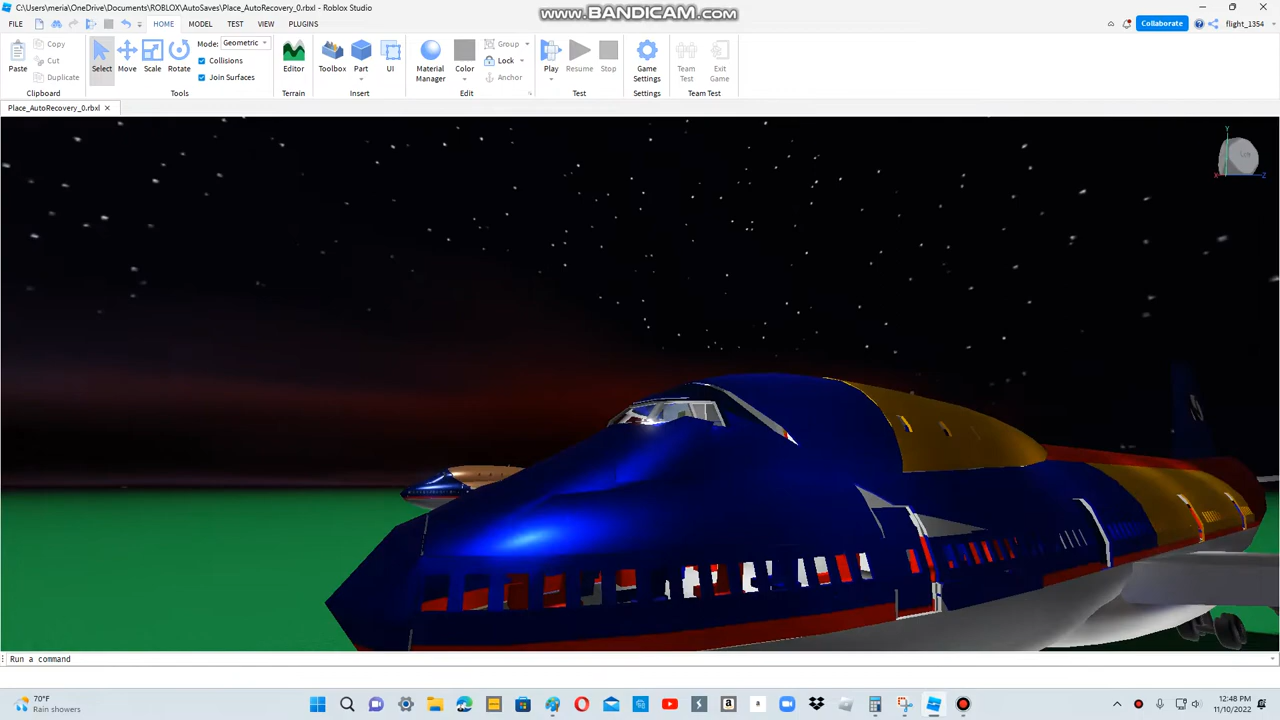 C:\Users\meria\OneDrive\Documents\ROBLOX\AutoSaves\Place_AutoRecovery_0.rbxl - Roblox Studio
WWW.BANDICAM.COM
FILE HOME MODEL TEST VIEW PLUGINS
Collaborate flight_1354
Paste
Copy
Cut
Duplicate
Select
Move
Scale
Rotate
Mode: Geometric
Collisions
Join Surfaces
Editor
Toolbox
Part
UI
Material Manager
Color
Group
Lock
Anchor
Play
Resume
Stop
Game Settings
Team Test
Exit Game
Clipboard Tools Terrain Insert Edit Test Settings Team Test
Place_AutoRecovery_0.rbxl
Y
X
Z
Run a command
70°F
Rain showers
12:48 PM
11/10/2022